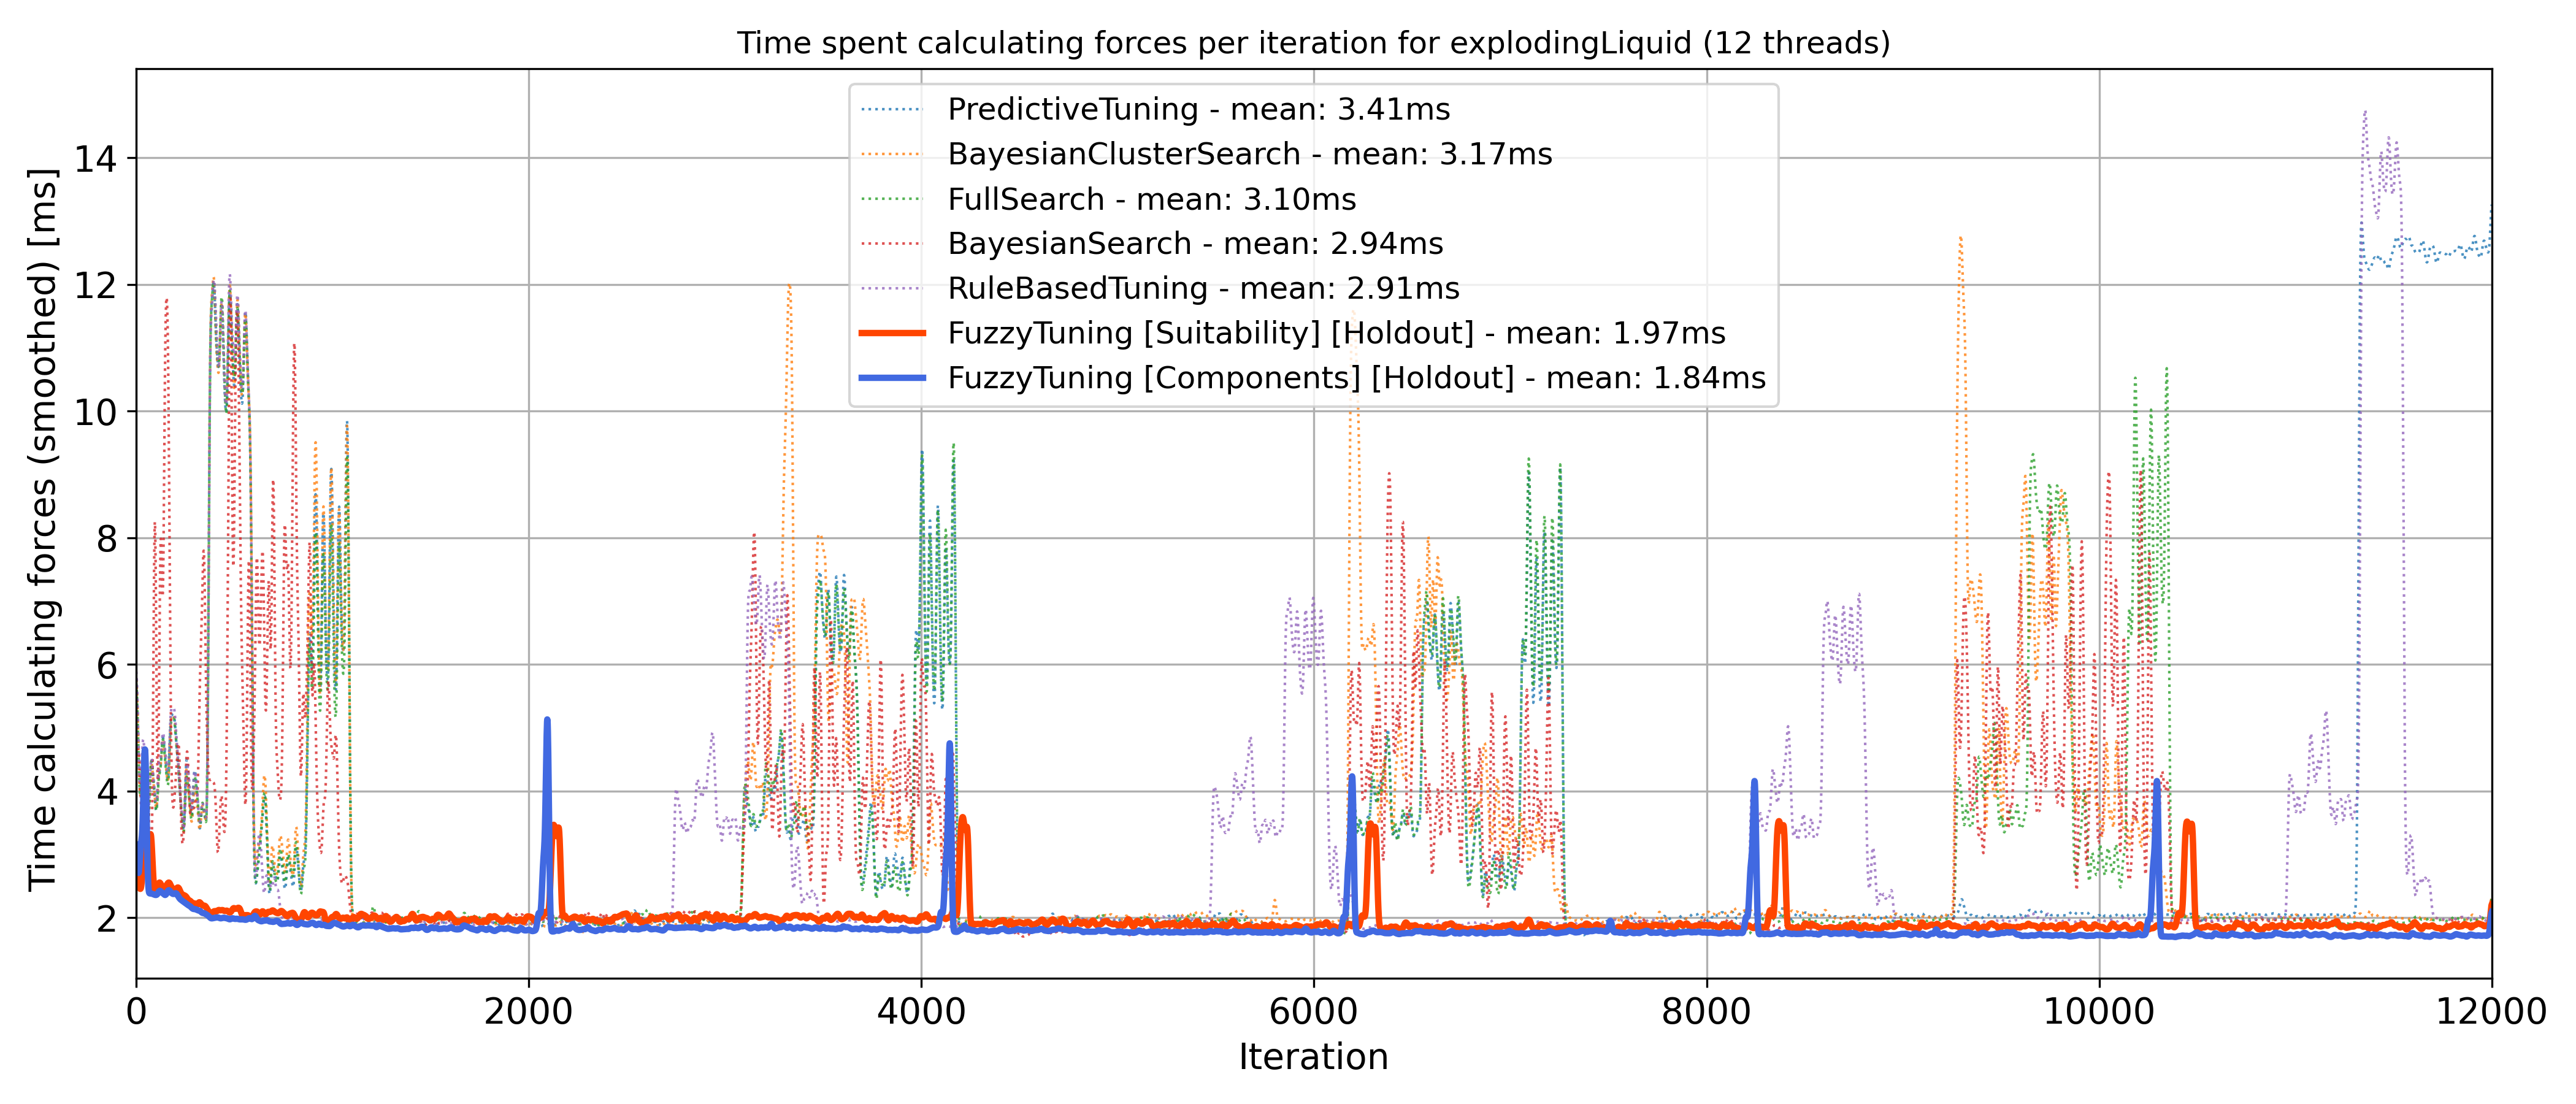 Time spent calculating forces per iteration for explodingLiquid (12 threads)
Time calculating forces (smoothed) [ms]
14
12
10
8
6
4
2
PredictiveTuning - mean: 3.41ms
BayesianClusterSearch - mean: 3.17ms
FullSearch - mean: 3.10ms
BayesianSearch - mean: 2.94ms
RuleBasedTuning - mean: 2.91ms
FuzzyTuning [Suitability] [Holdout] - mean: 1.97ms
FuzzyTuning [Components] [Holdout] - mean: 1.84ms
0 2000 4000 6000 8000 10000 12000
Iteration